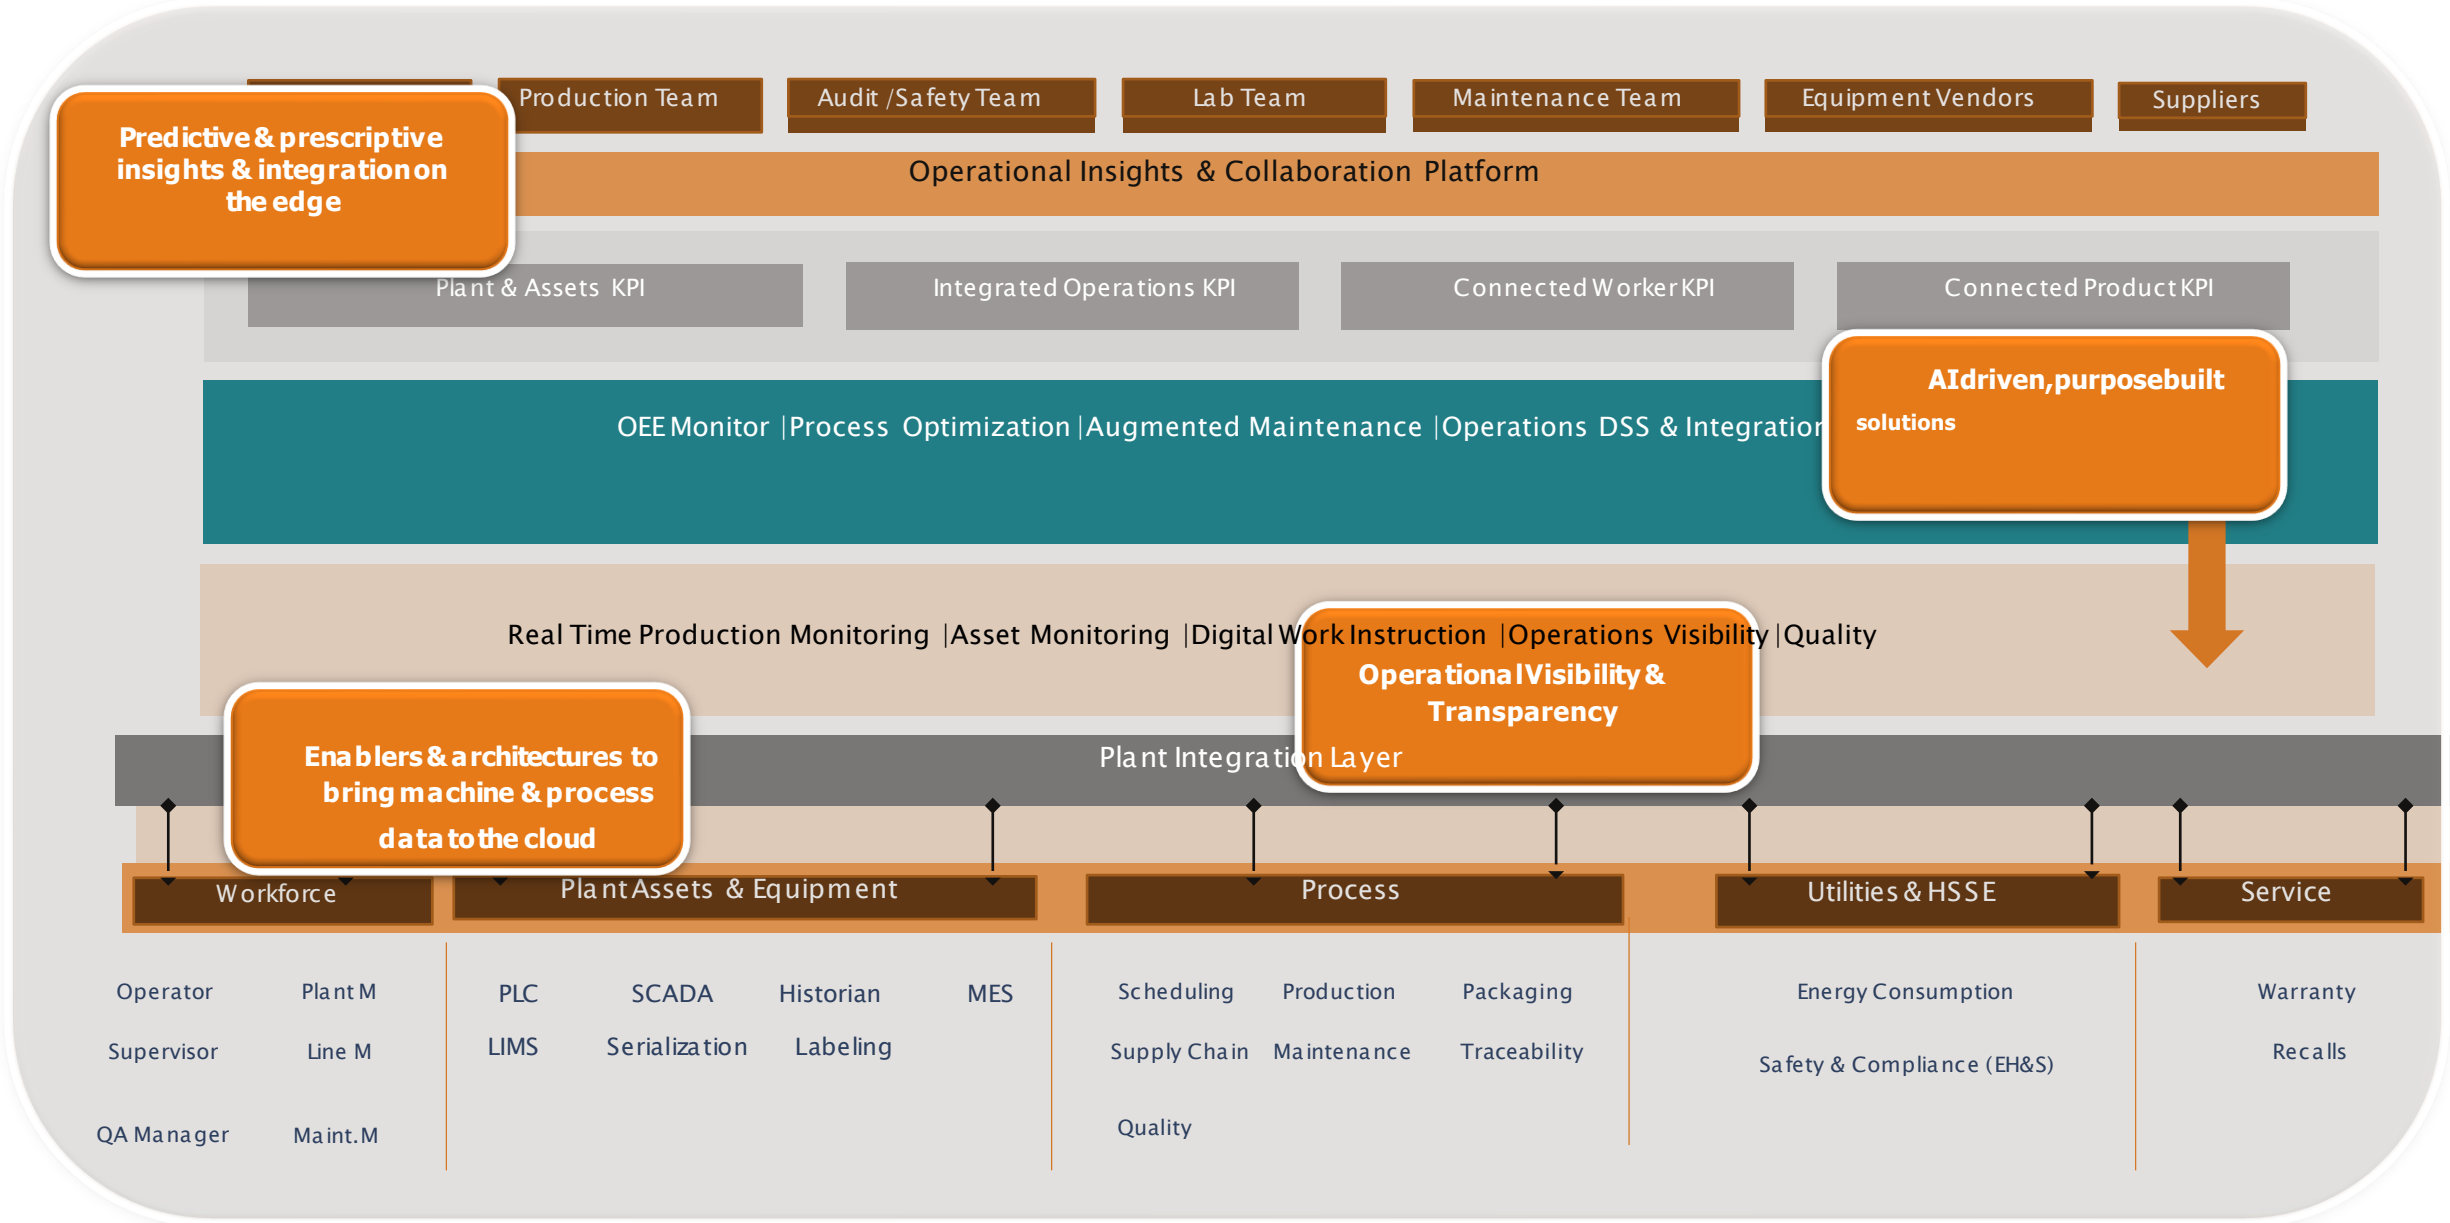 Production Team
Audit /Safety Team
Lab Team
Maintenance Team
Equipment Vendors
Suppliers
Predictive & prescriptive
insights & integration on
the edge
Operational Insights & Collaboration Platform
Plant & Assets KPI
Integrated Operations KPI
Connected Worker KPI
Connected Product KPI
AI driven, purpose built
solutions
OEE Monitor |Process Optimization |Augmented Maintenance |Operations DSS & Integration
Real Time Production Monitoring |Asset Monitoring |Digital Work Instruction |Operations Visibility |Quality
Operational Visibility &
Transparency
Enablers & architectures to
bring machine & process
data to the cloud
Plant Integration Layer
Workforce
Plant Assets & Equipment
Process
Utilities & HSSE
Service
Operator
Plant M
Supervisor
Line M
QA Manager
Maint. M
PLC
SCADA
Historian
MES
LIMS
Serialization
Labeling
Scheduling
Production
Packaging
Supply Chain
Maintenance
Traceability
Quality
Energy Consumption
Safety & Compliance (EH&S)
Warranty
Recalls